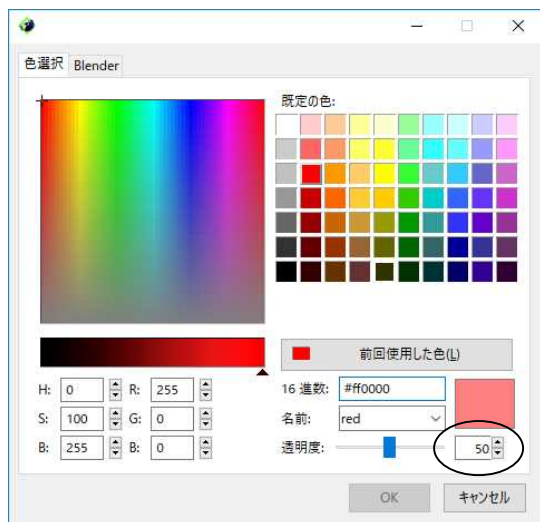 色選択 Blender
既定の色:
前回使用した色(L)
H: 0 R: 255
S: 100 G: 0
B: 255 B: 0
16 進数: #ff0000
名前: red
透明度: 50
OK キャンセル